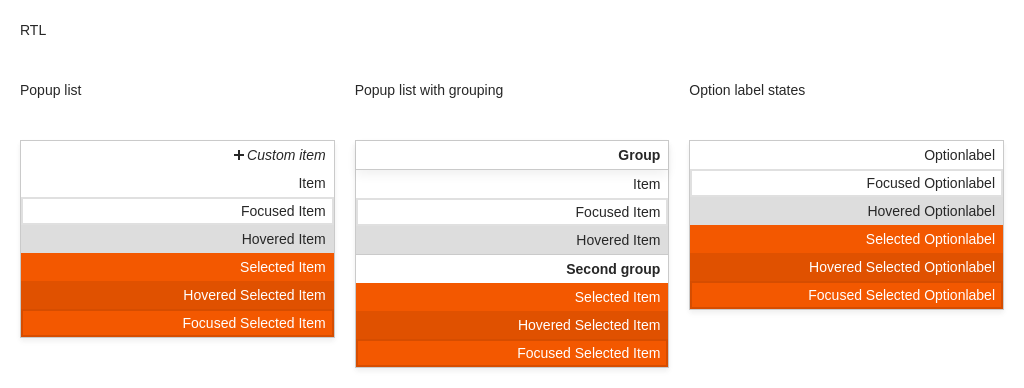 RTL
Popup list
Custom item
Item
Focused Item
Hovered Item
Selected Item
Hovered Selected Item
Focused Selected Item
Popup list with grouping
Group
Item
Focused Item
Hovered Item
Second group
Selected Item
Hovered Selected Item
Focused Selected Item
Option label states
Optionlabel
Focused Optionlabel
Hovered Optionlabel
Selected Optionlabel
Hovered Selected Optionlabel
Focused Selected Optionlabel